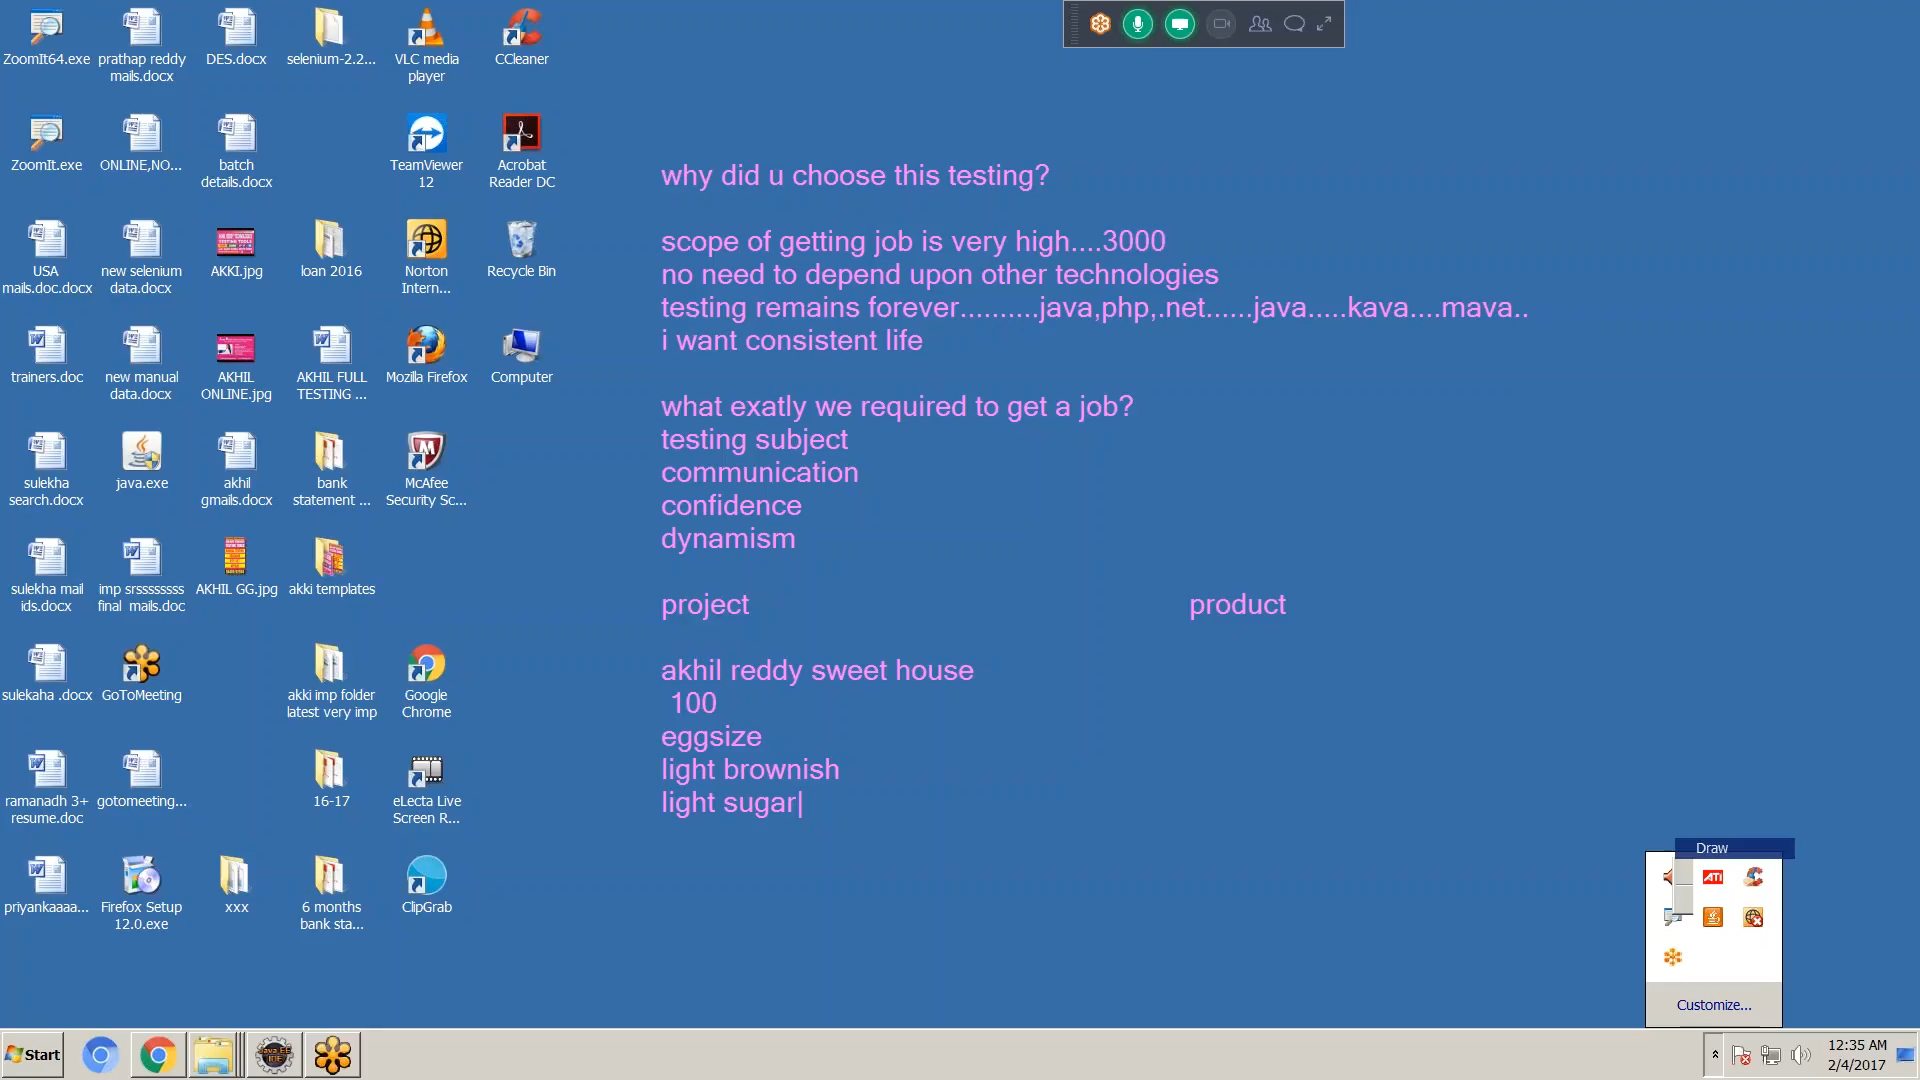 ZoomIt64.exe
prathap reddy
mails.docx
DES.docx
selenium-2.2...
VLC media
player
CCleaner
ZoomIt.exe
ONLINE,NO...
batch
details.docx
TeamViewer
12
Acrobat
Reader DC
USA
mails.doc.docx
new selenium
data.docx
AKKI.jpg
loan 2016
Norton
Intern...
Recycle Bin
trainers.doc
new manual
data.docx
AKHIL
ONLINE.jpg
AKHIL FULL
TESTING ...
Mozilla Firefox
Computer
sulekha
search.docx
java.exe
akhil
gmails.docx
bank
statement ...
McAfee
Security Sc...
sulekha mail
ids.docx
imp srsssssssss
final mails.doc
AKHIL GG.jpg
akki templates
sulekaha .docx
GoToMeeting
akki imp folder
latest very imp
Google
Chrome
ramanadh 3+
resume.doc
gotomeeting...
16-17
eLecta Live
Screen R...
priyankaaaa...
Firefox Setup
12.0.exe
xxx
6 months
bank sta...
ClipGrab
why did u choose this testing?
scope of getting job is very high....3000
no need to depend upon other technologies
testing remains forever..........java,php,.net......java.....kava....mava..
i want consistent life
what exatly we required to get a job?
testing subject
communication
confidence
dynamism
project product
akhil reddy sweet house
100
eggsize
light brownish
light sugar
Draw
ATI
Customize...
Start
Java EE
IDE
12:35 AM
2/4/2017